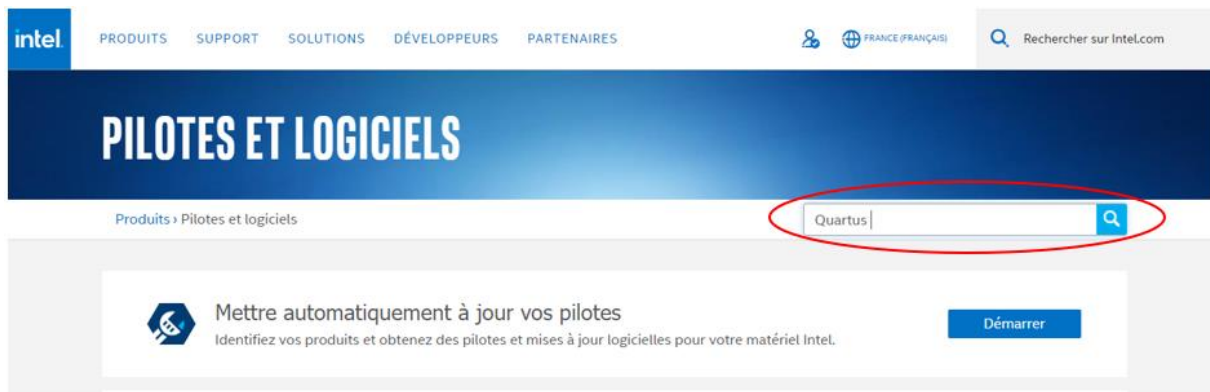 intel.
PRODUITS SUPPORT SOLUTIONS DÉVELOPPEURS PARTENAIRES FRANCE (FRANÇAIS) Rechercher sur Intel.com
PILOTES ET LOGICIELS
Produits › Pilotes et logiciels Quartus
Mettre automatiquement à jour vos pilotes
Identifiez vos produits et obtenez des pilotes et mises à jour logicielles pour votre matériel Intel.
Démarrer